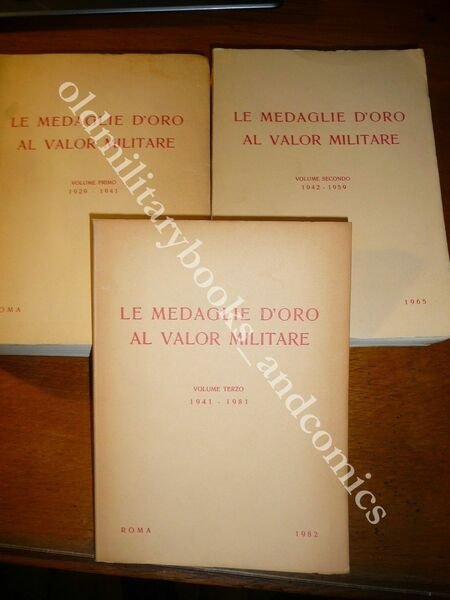 LE MEDAGLIE D'ORO
AL VALOR MILITARE
VOLUME PRIMO
1929 - 1941
ROMA
LE MEDAGLIE D'ORO
AL VALOR MILITARE
VOLUME SECONDO
1942 - 1959
1965
LE MEDAGLIE D'ORO
AL VALOR MILITARE
VOLUME TERZO
1941 - 1981
ROMA 1982
oldmilitarybooks_andcomics